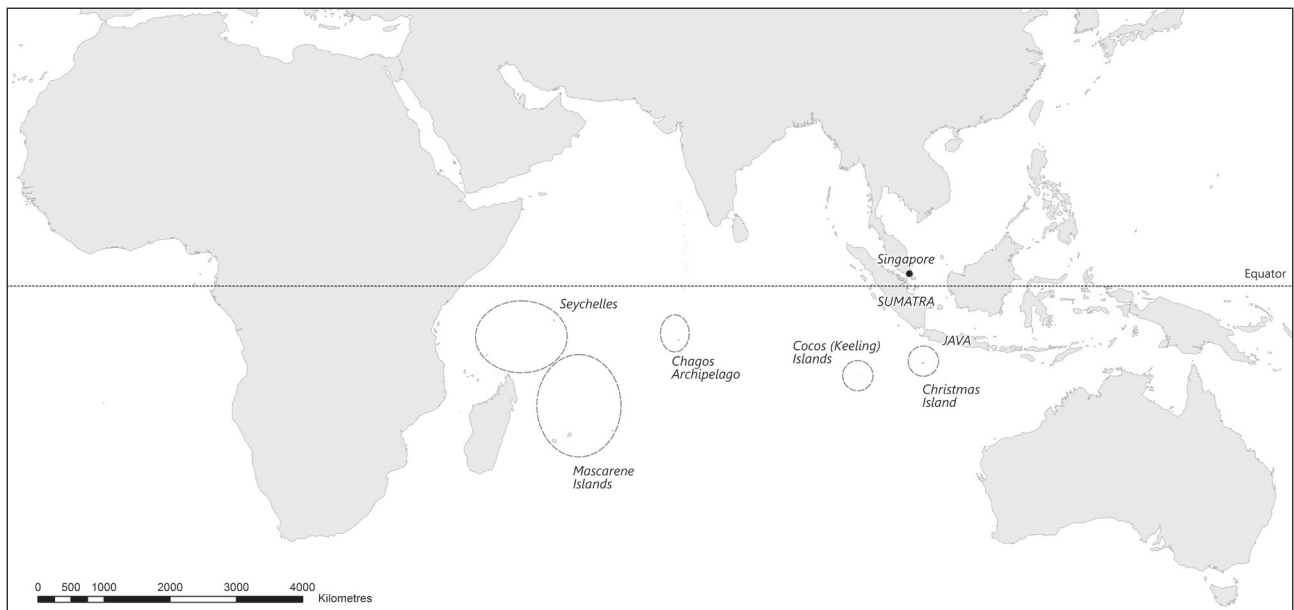 Singapore
Equator
SUMATRA
Seychelles
JAVA
Cocos (Keeling)
Islands
Chagos
Archipelago
Christmas
Island
Mascarene
Islands
0 500 1000 2000 3000 4000
Kilometres